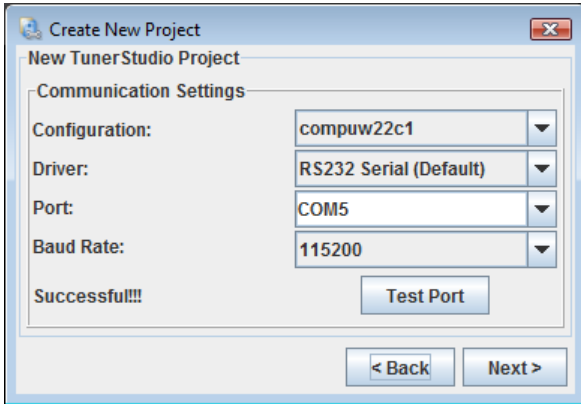 Create New Project
New TunerStudio Project
Communication Settings
Configuration: compuw22c1
Driver: RS232 Serial (Default)
Port: COM5
Baud Rate: 115200
Successful!!! Test Port
< Back Next >